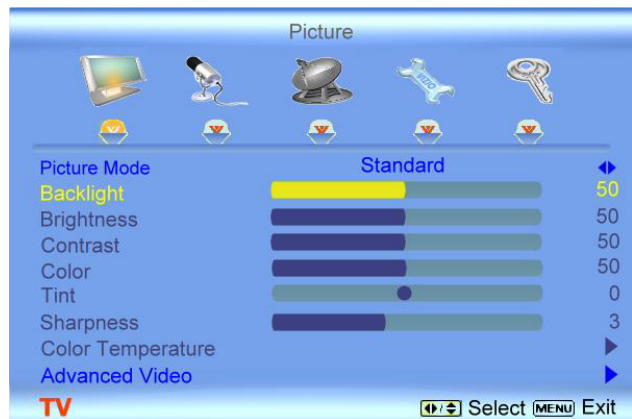 Picture
VIZIO
Picture Mode Standard
Backlight 50
Brightness 50
Contrast 50
Color 50
Tint 0
Sharpness 3
Color Temperature
Advanced Video
TV Select MENU Exit